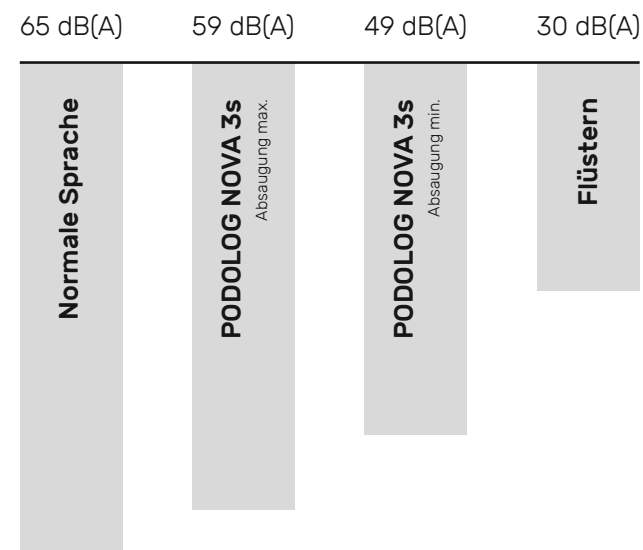 65 dB(A) 59 dB(A) 49 dB(A) 30 dB(A)
Normale Sprache
PODOLOG NOVA 3s
Absaugung max.
PODOLOG NOVA 3s
Absaugung min.
Flüstern